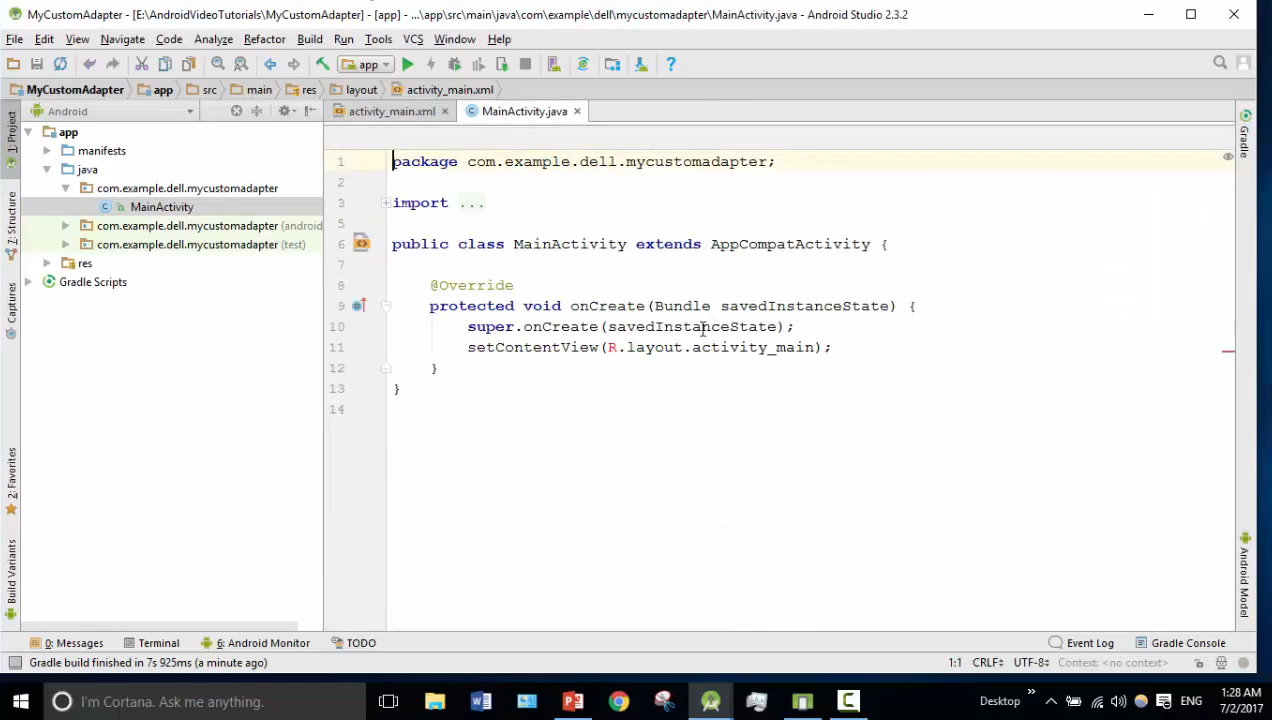 MyCustomAdapter - [E:\AndroidVideoTutorials\MyCustomAdapter] - [app] - ...\app\src\main\java\com\example\dell\mycustomadapter\MainActivity.java - Android Studio 2.3.2
File Edit View Navigate Code Analyze Refactor Build Run Tools VCS Window Help
app
MyCustomAdapter app src main res layout activity_main.xml
1: Project
Android
activity_main.xml MainActivity.java
Gradle
app
manifests
java
com.example.dell.mycustomadapter
MainActivity
com.example.dell.mycustomadapter (android
com.example.dell.mycustomadapter (test)
res
Gradle Scripts
7: Structure
Captures
2: Favorites
Build Variants
1 package com.example.dell.mycustomadapter;
2
3 import ...
5
6 public class MainActivity extends AppCompatActivity {
7
8 @Override
9 protected void onCreate(Bundle savedInstanceState) {
10 super.onCreate(savedInstanceState);
11 setContentView(R.layout.activity_main);
12 }
13 }
14
Android Model
0: Messages Terminal 6: Android Monitor TODO Event Log Gradle Console
Gradle build finished in 7s 925ms (a minute ago) 1:1 CRLF UTF-8 Context: <no context>
I'm Cortana. Ask me anything. Desktop ENG 1:28 AM
7/2/2017